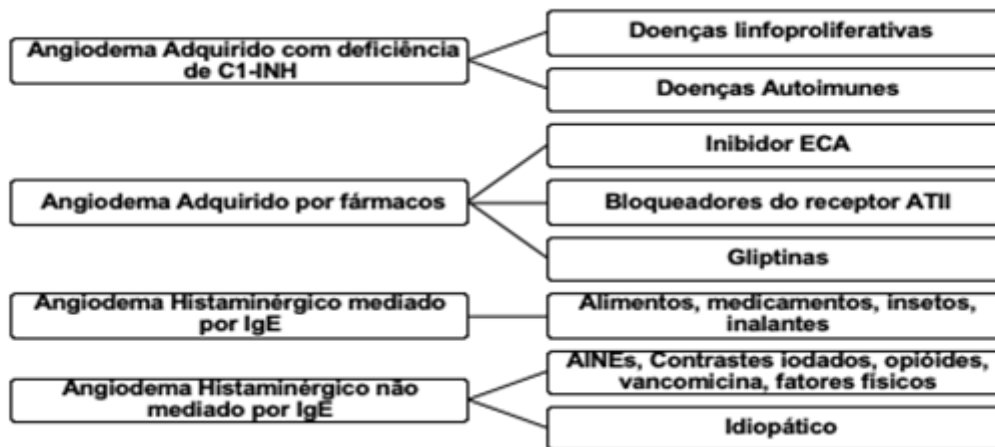 Angiodema Adquirido com deficiência
de C1-INH
Doenças linfoproliferativas
Doenças Autoimunes
Angiodema Adquirido por fármacos
Inibidor ECA
Bloqueadores do receptor ATII
Gliptinas
Angiodema Histaminérgico mediado
por IgE
Alimentos, medicamentos, insetos,
inalantes
Angiodema Histaminérgico não
mediado por IgE
AINEs, Contrastes iodados, opióides,
vancomicina, fatores físicos
Idiopático